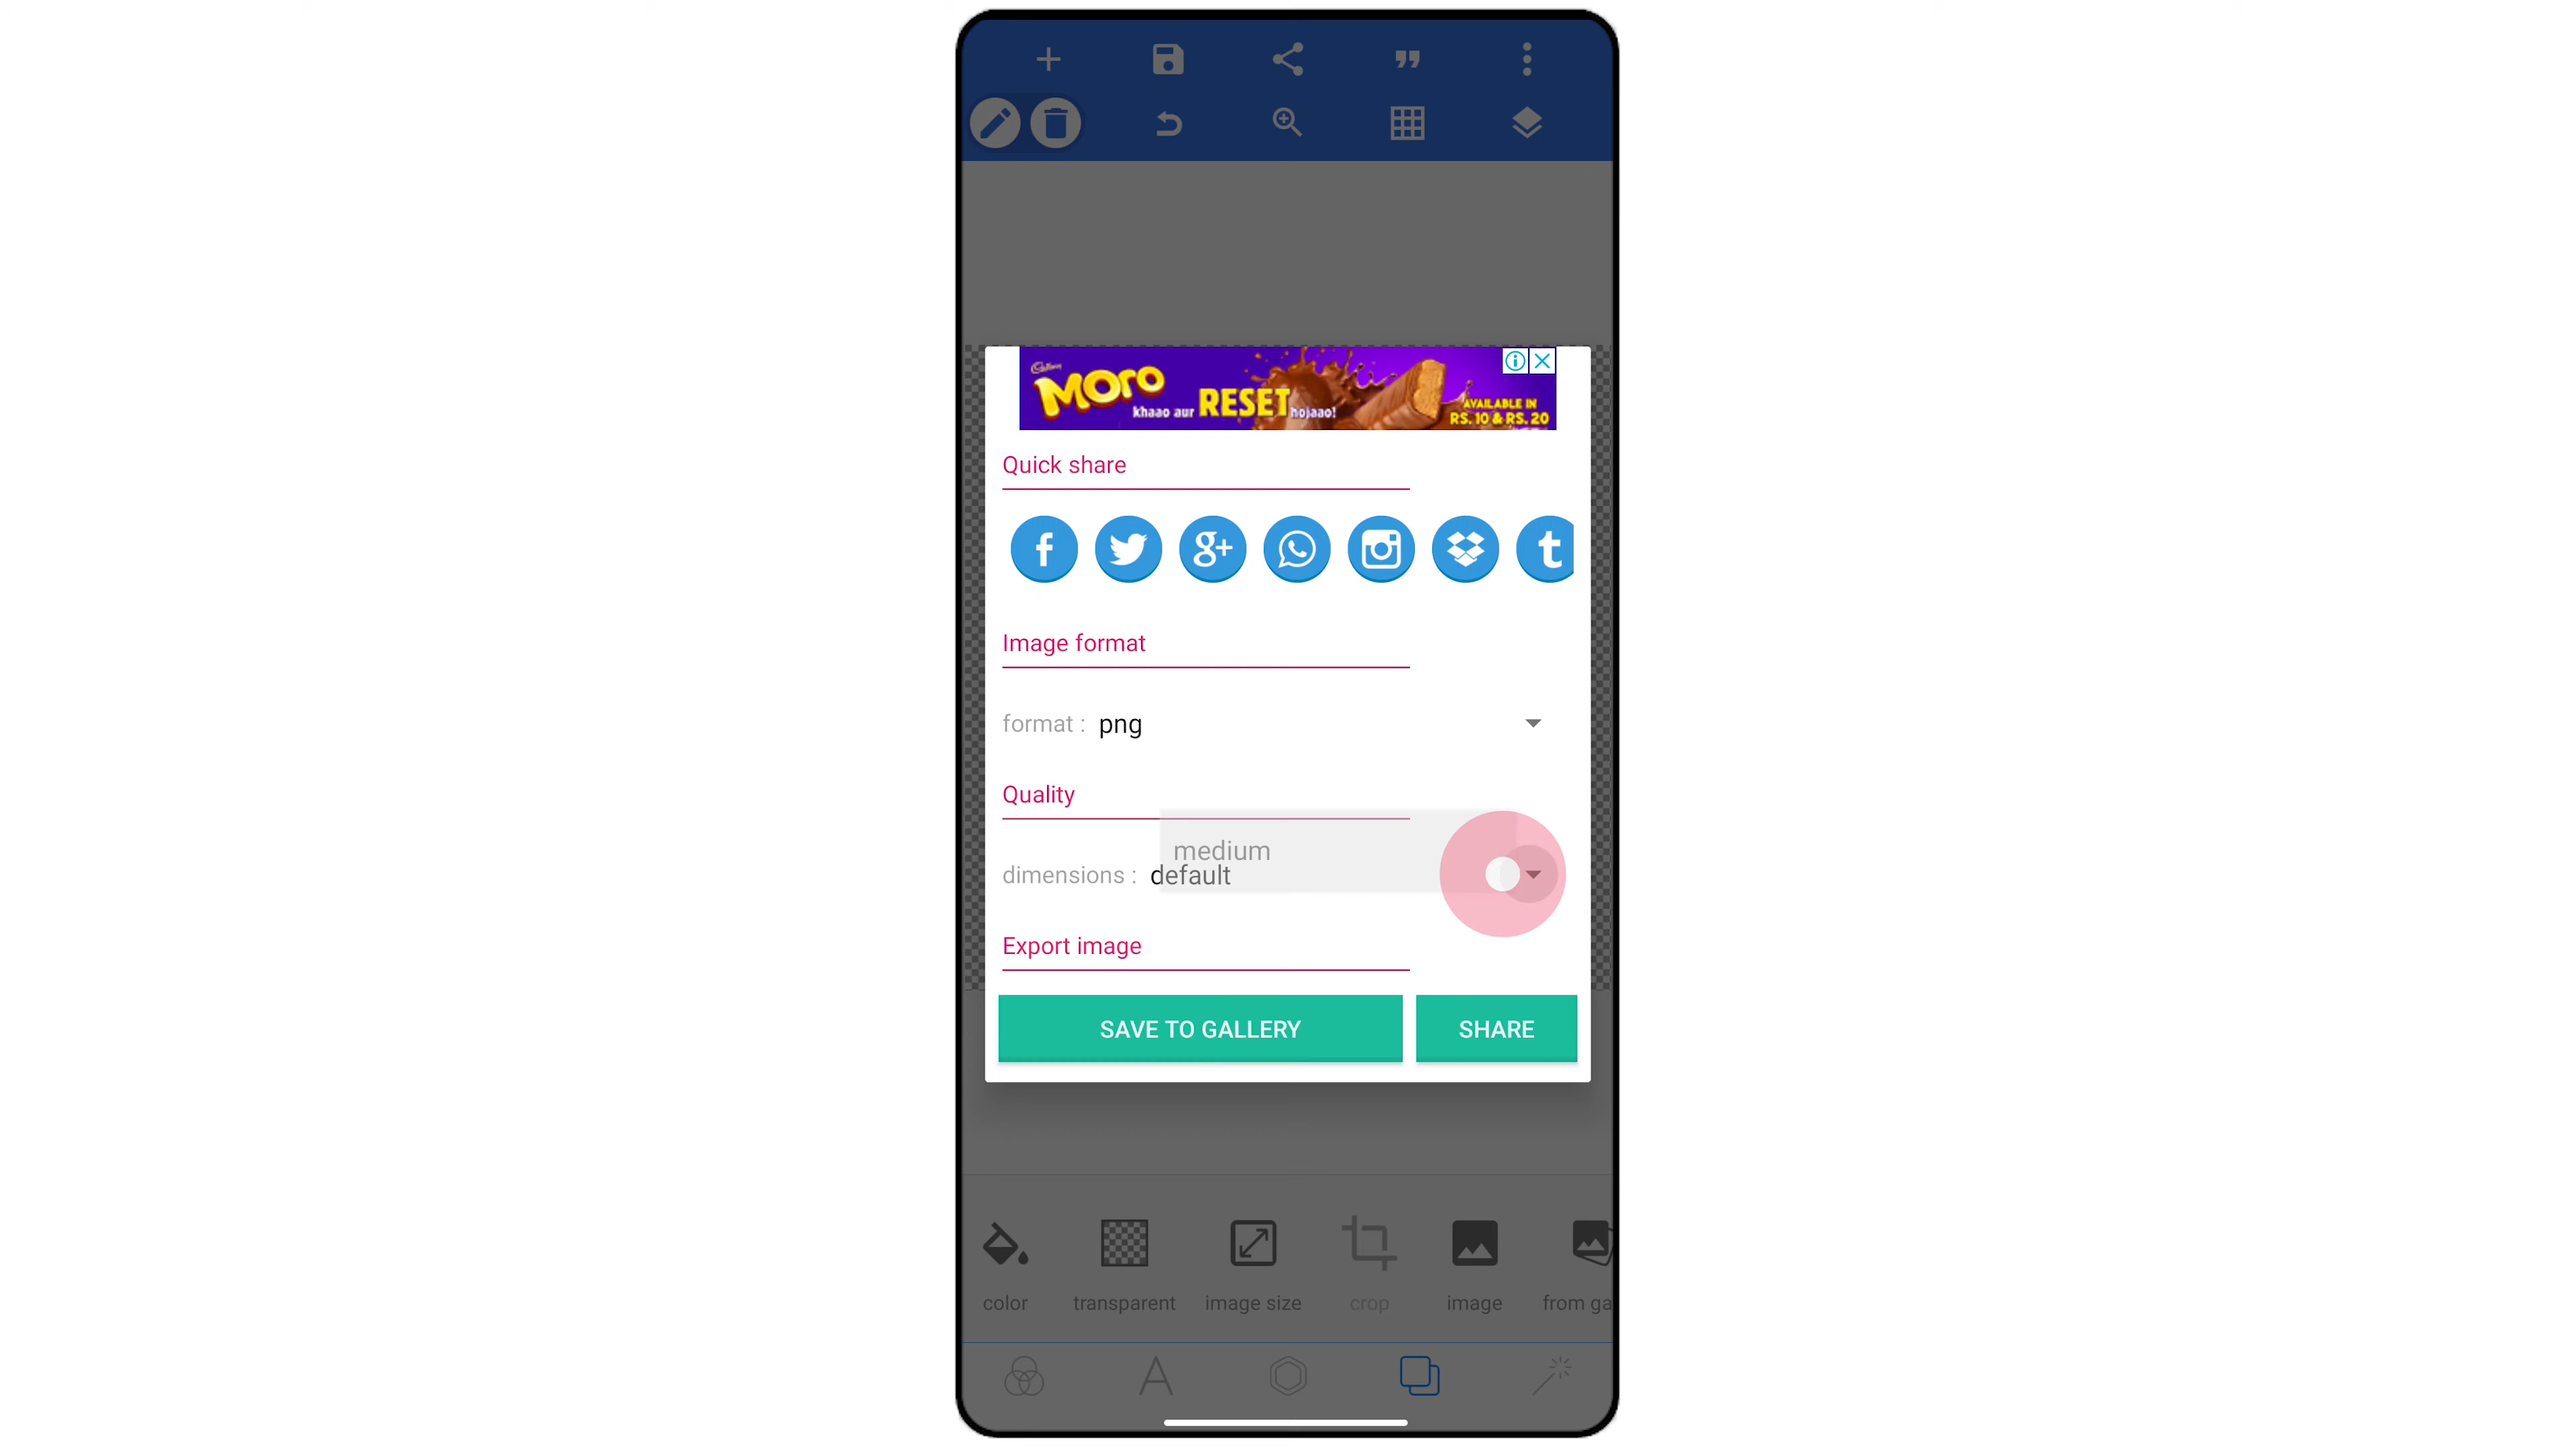 Cadbury
MORO
khaao aur RESET hojaao!
AVAILABLE IN
RS. 10 & RS. 20
Quick share
Image format
format : png
Quality
medium
dimensions : default
Export image
SAVE TO GALLERY
SHARE
color
transparent
image size
crop
image
from ga